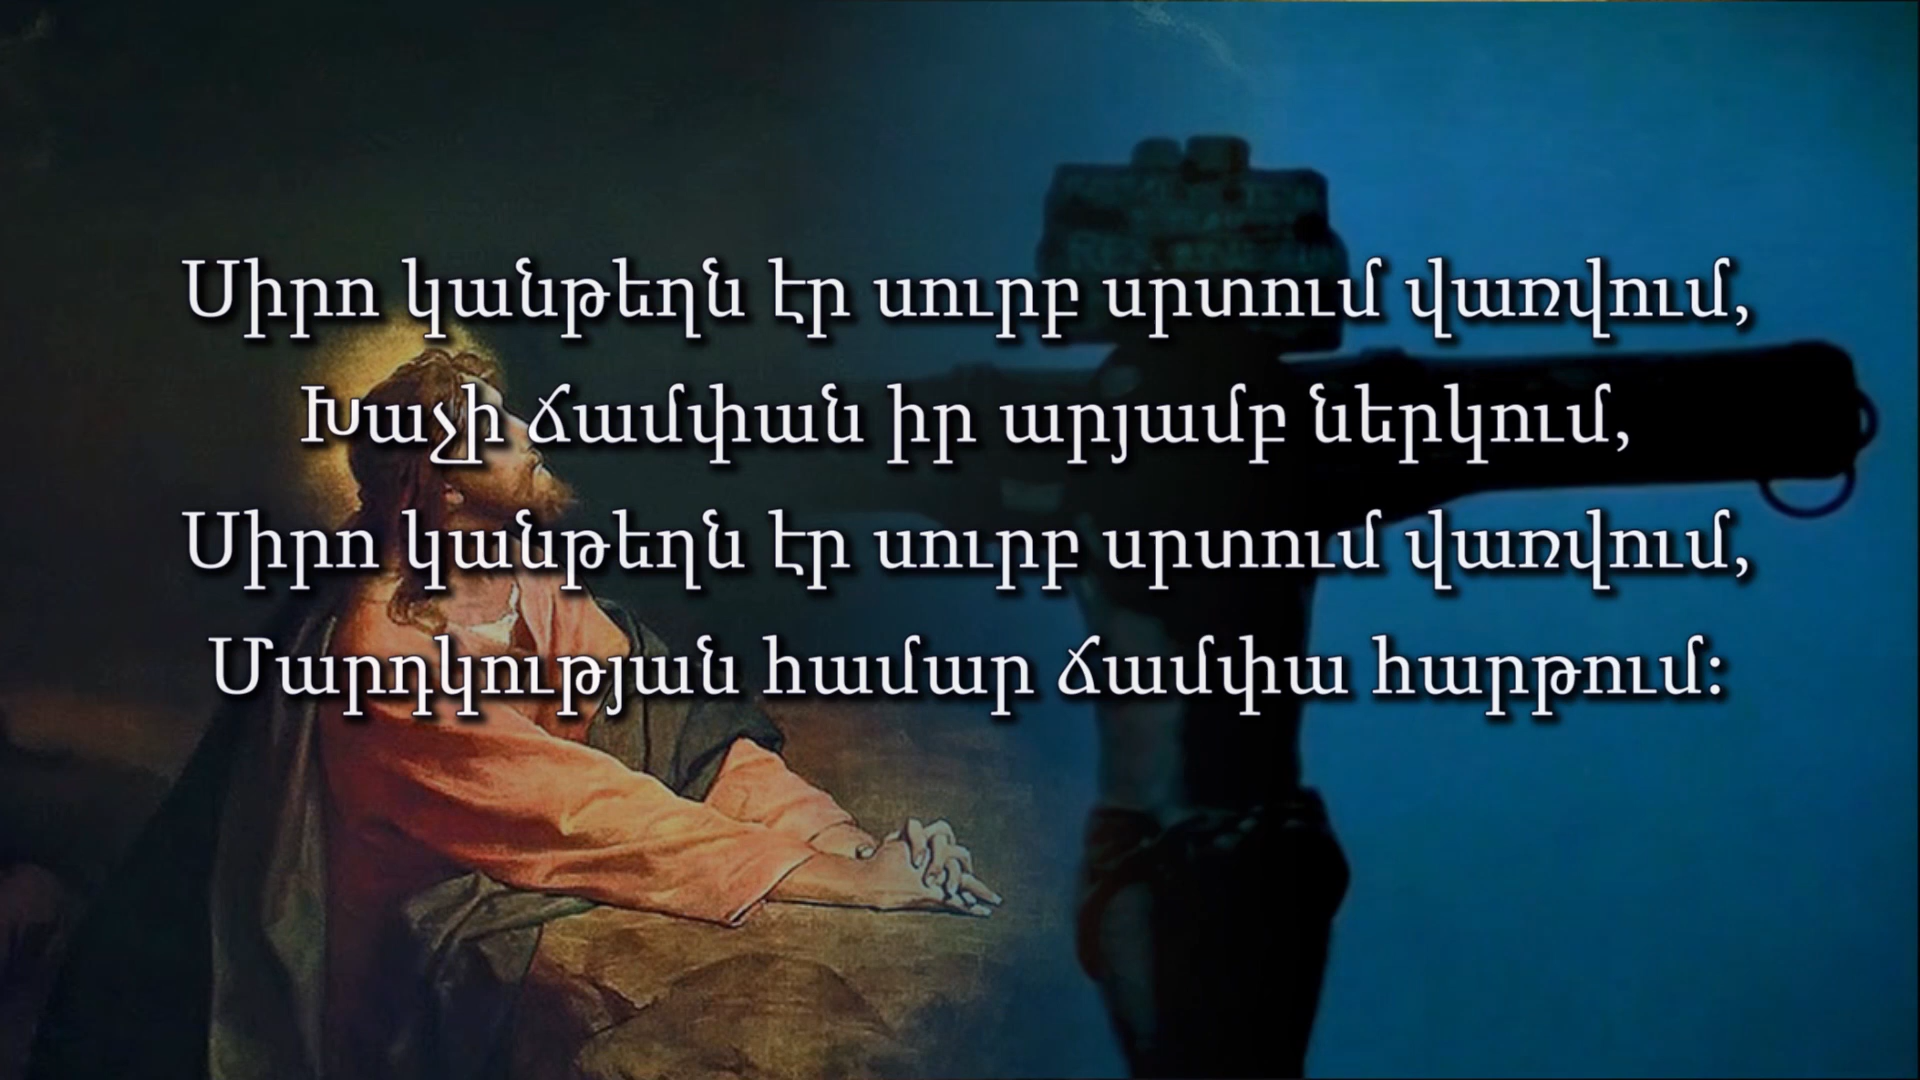 Սիրո կանթեղն էր սուրբ սրտում վառվում,
Խաչի ճամփան իր արյամբ ներկում,
Սիրո կանթեղն էր սուրբ սրտում վառվում,
Մարդկության համար ճամփա հարթում: